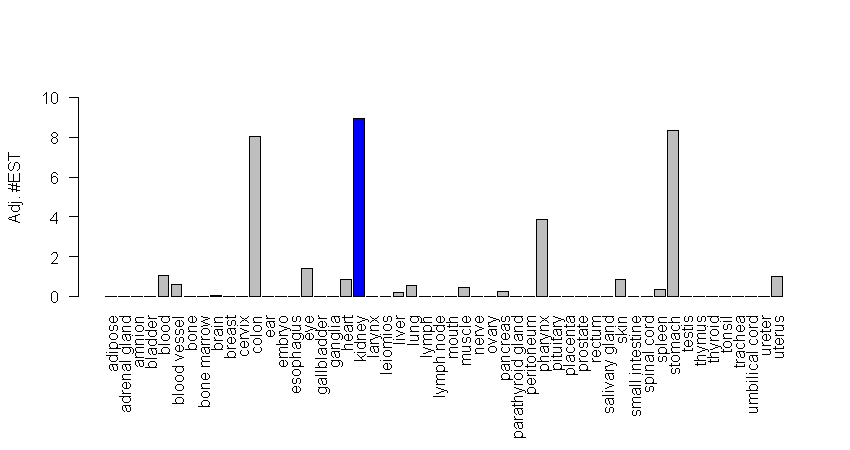 Adj. #EST
10
8
6
4
2
0
adipose
adrenal gland
amnion
bladder
blood
blood vessel
bone
bone marrow
brain
breast
cervix
colon
ear
embryo
esophagus
eye
gallbladder
ganglia
heart
kidney
larynx
leiomios
liver
lung
lymph
lymph node
mouth
muscle
nerve
ovary
pancreas
parathyroid gland
peritoneum
pharynx
pituitary
placenta
prostate
rectum
salivary gland
skin
small intestine
spinal cord
spleen
stomach
testis
thymus
thyroid
tonsil
trachea
umbilical cord
ureter
uterus